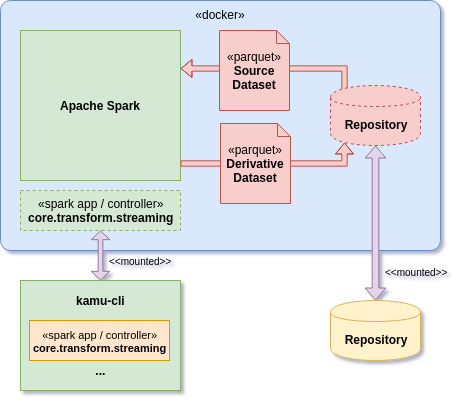 «docker»
Apache Spark
«parquet»
Source
Dataset
Repository
«parquet»
Derivative
Dataset
«spark app / controller»
core.transform.streaming
<<mounted>>
<<mounted>>
kamu-cli
«spark app / controller»
core.transform.streaming
...
Repository